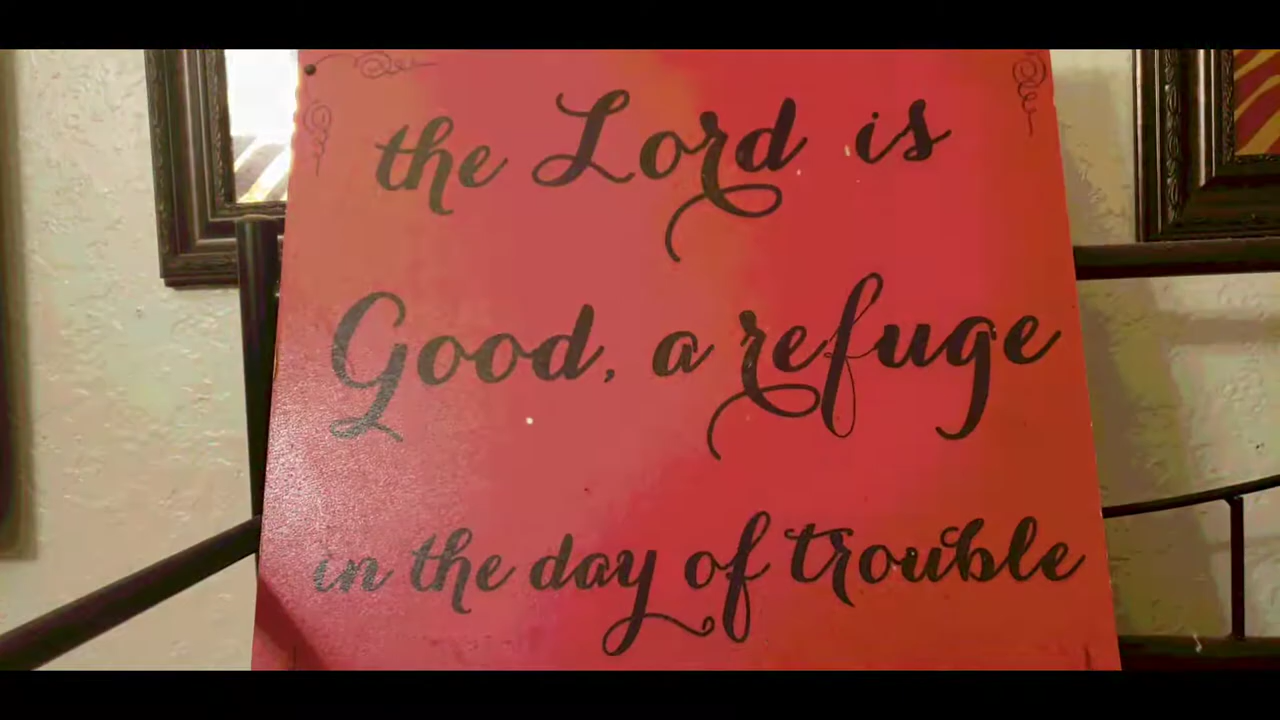 the Lord is
Good, a refuge
in the day of trouble